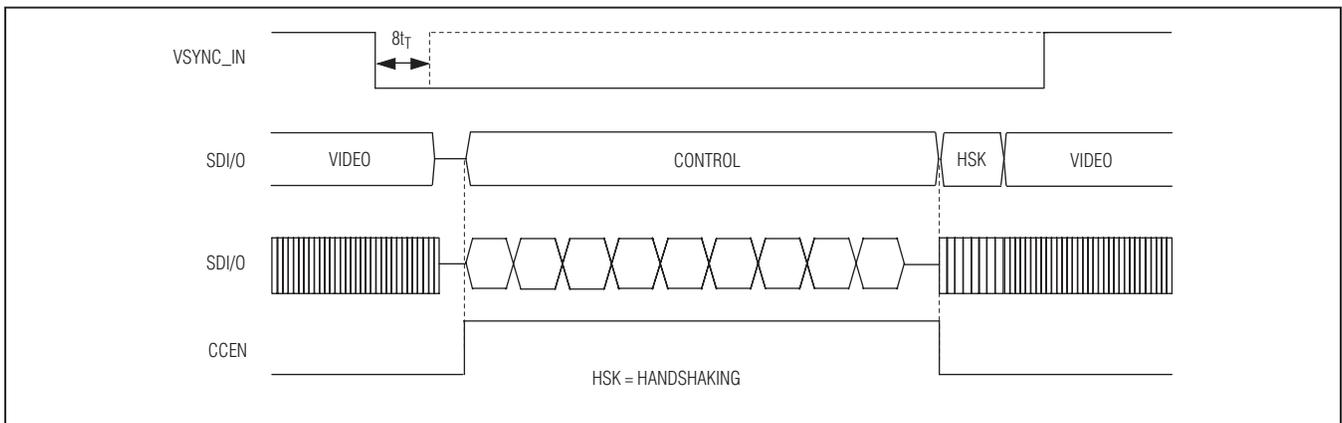 8tT
VSYNC_IN
SDI/O
VIDEO
CONTROL
HSK
VIDEO
SDI/O
CCEN
HSK = HANDSHAKING